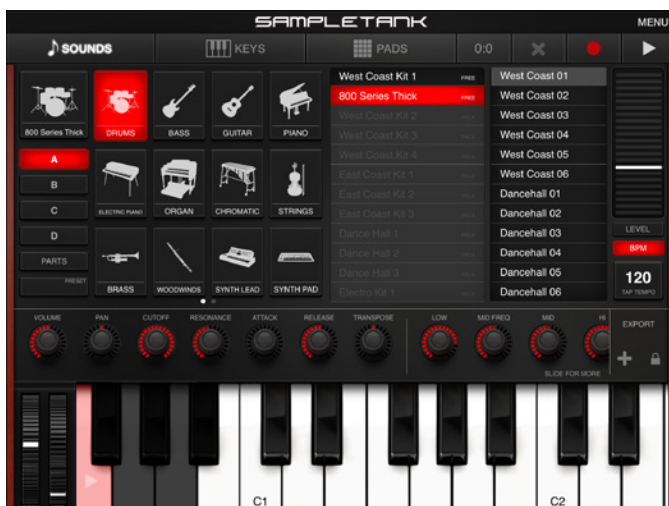 SAMPLETANK
MENU
SOUNDS
KEYS
PADS
0:0
800 Series Thick
DRUMS
BASS
GUITAR
PIANO
A
B
C
D
PARTS
PRESET
ELECTRIC PIANO
ORGAN
CHROMATIC
STRINGS
BRASS
WOODWINDS
SYNTH LEAD
SYNTH PAD
West Coast Kit 1 FREE
800 Series Thick FREE
West Coast Kit 2
West Coast Kit 3
West Coast Kit 4
East Coast Kit 1
East Coast Kit 2
East Coast Kit 3
Dance Hall 1
Dance Hall 2
Dance Hall 3
Electro Kit 1
West Coast 01
West Coast 02
West Coast 03
West Coast 04
West Coast 05
West Coast 06
Dancehall 01
Dancehall 02
Dancehall 03
Dancehall 04
Dancehall 05
Dancehall 06
LEVEL
BPM
120
TAP TEMPO
VOLUME
PAN
CUTOFF
RESONANCE
ATTACK
RELEASE
TRANSPOSE
LOW
MID FREQ
MID
HI
EXPORT
SLIDE FOR MORE
C1
C2